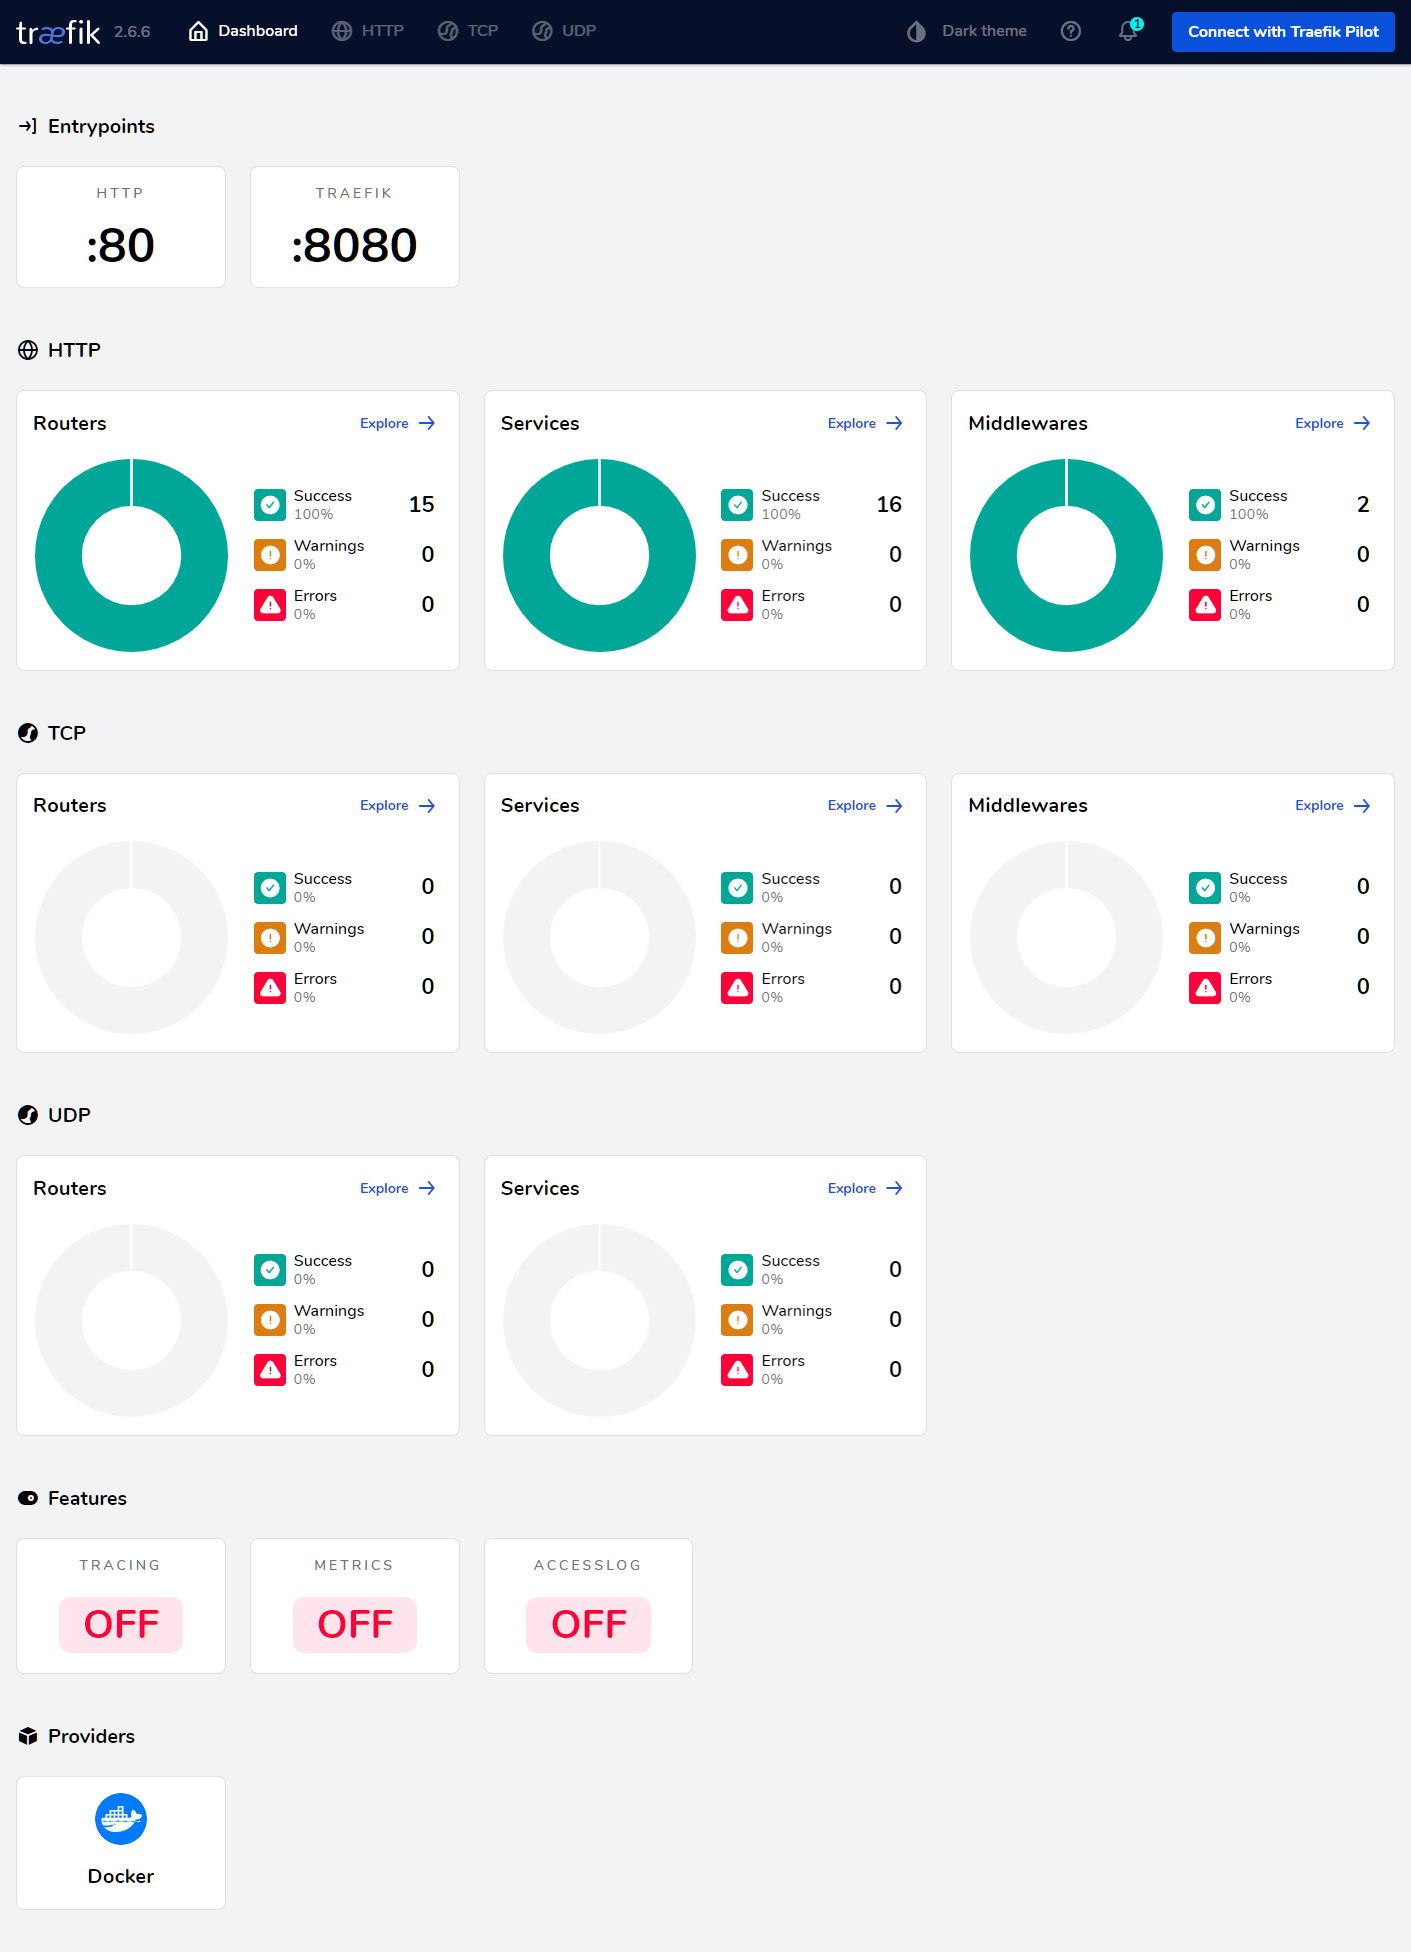 træfik 2.6.6 Dashboard HTTP TCP UDP Dark theme 1 Connect with Traefik Pilot
Entrypoints
HTTP TRAEFIK
:80 :8080
HTTP
Routers Explore Services Explore Middlewares Explore
Success 15 Success 16 Success 2
100% 100% 100%
Warnings 0 Warnings 0 Warnings 0
0% 0% 0%
Errors 0 Errors 0 Errors 0
0% 0% 0%
TCP
Routers Explore Services Explore Middlewares Explore
Success 0 Success 0 Success 0
0% 0% 0%
Warnings 0 Warnings 0 Warnings 0
0% 0% 0%
Errors 0 Errors 0 Errors 0
0% 0% 0%
UDP
Routers Explore Services Explore
Success 0 Success 0
0% 0%
Warnings 0 Warnings 0
0% 0%
Errors 0 Errors 0
0% 0%
Features
TRACING METRICS ACCESSLOG
OFF OFF OFF
Providers
Docker